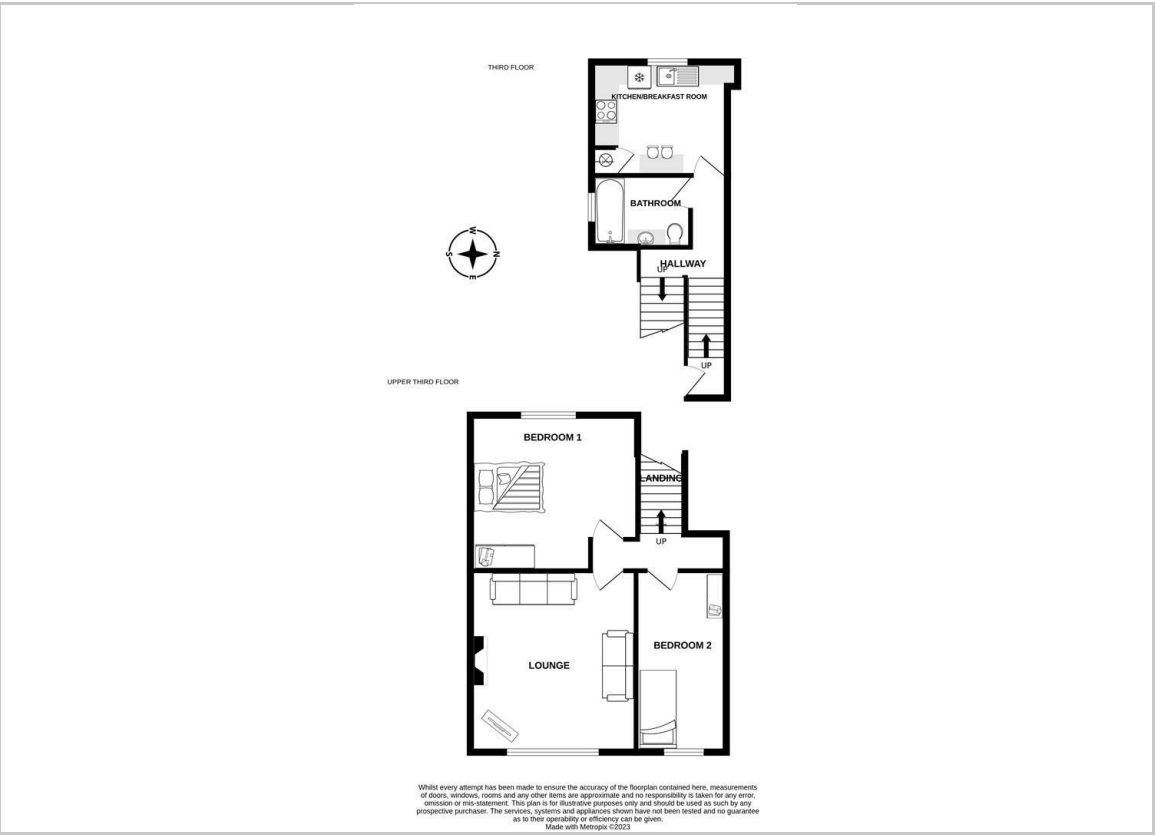 THIRD FLOOR
KITCHEN/BREAKFAST ROOM
BATHROOM
W
N
S
E
HALLWAY
UP
UP
UPPER THIRD FLOOR
BEDROOM 1
LANDING
UP
BEDROOM 2
LOUNGE
Whilst every attempt has been made to ensure the accuracy of the floorplan contained here, measurements
of doors, windows, rooms and any other items are approximate and no responsibility is taken for any error,
omission or mis-statement. This plan is for illustrative purposes only and should be used as such by any
prospective purchaser. The services, systems and appliances shown have not been tested and no guarantee
as to their operability or efficiency can be given.
Made with Metropix ©2023